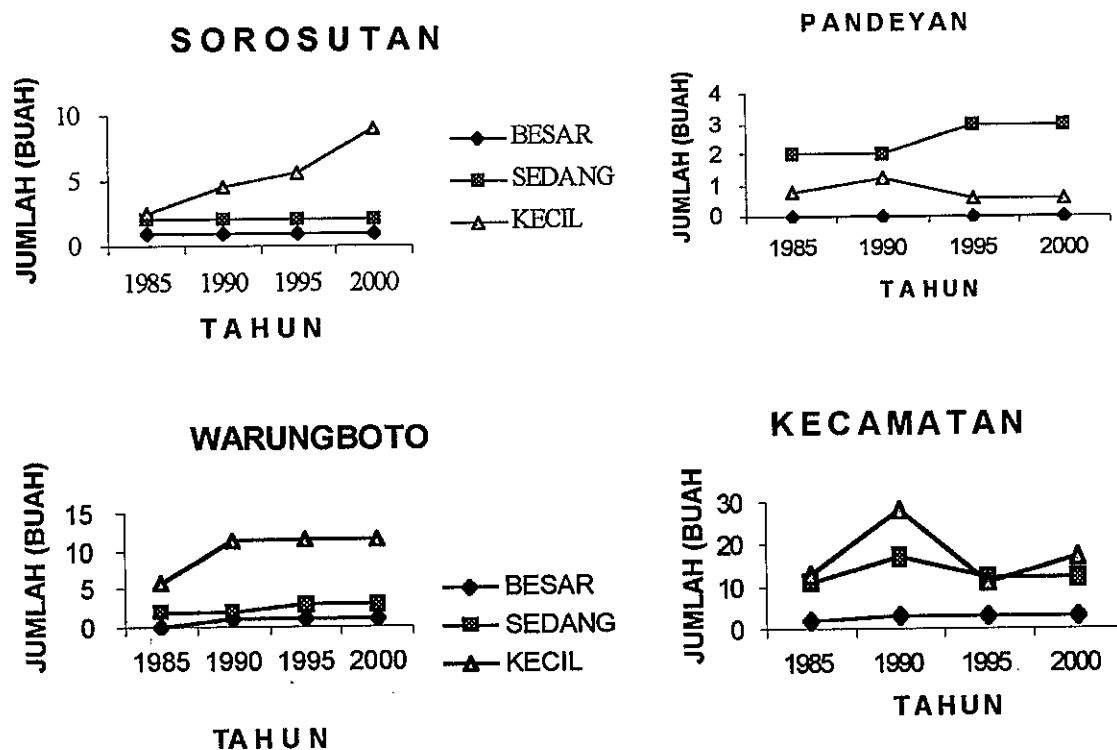 SOROSUTAN
JUMLAH (BUAH)
10
5
0
1985 1990 1995 2000
TAHUN
BESAR
SEDANG
KECIL
PANDEYAN
JUMLAH (BUAH)
4
3
2
1
0
1985 1990 1995 2000
TAHUN
WARUNGBOTO
JUMLAH (BUAH)
15
10
5
0
1985 1990 1995 2000
TAHUN
BESAR
SEDANG
KECIL
KECAMATAN
JUMLAH (BUAH
30
20
10
0
1985 1990 1995 2000
TAHUN